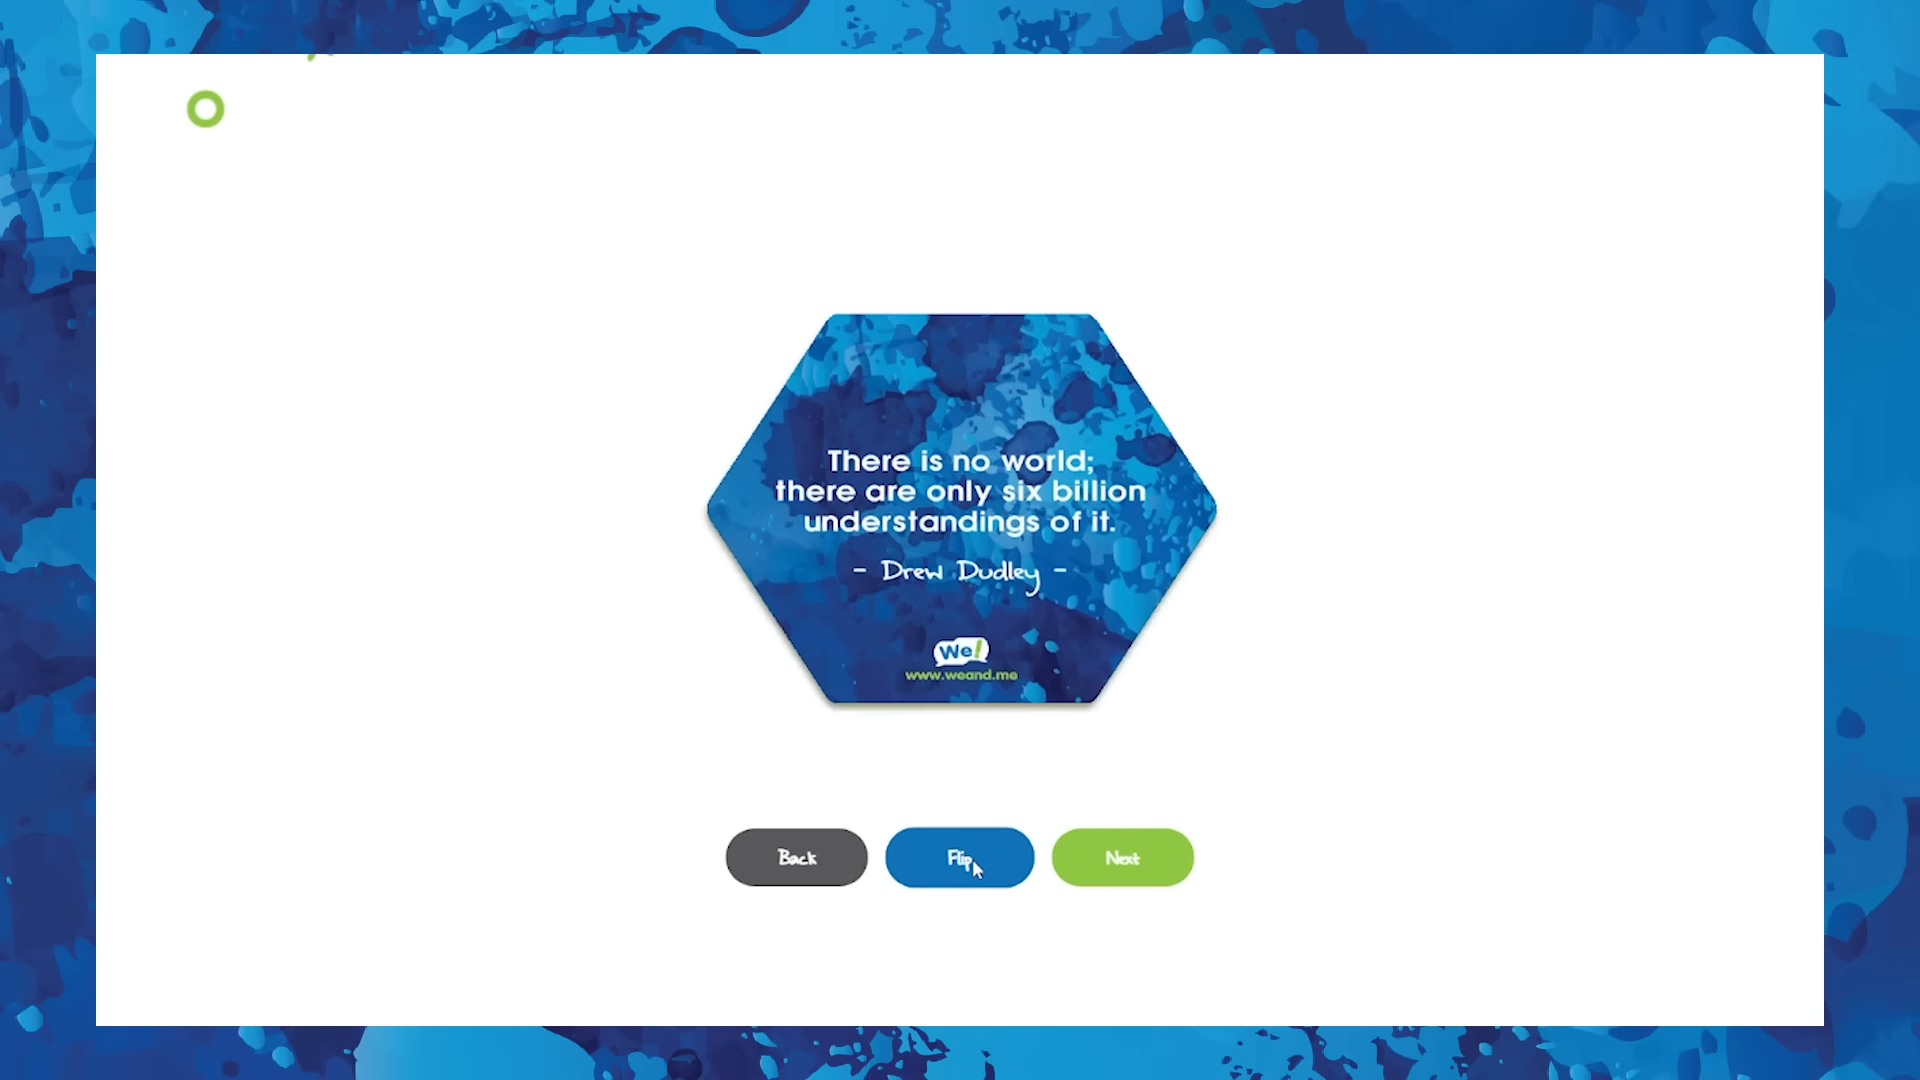 There is no world;
there are only six billion
understandings of it.
- Drew Dudley -
We!
www.weand.me
Back
Flip
Next